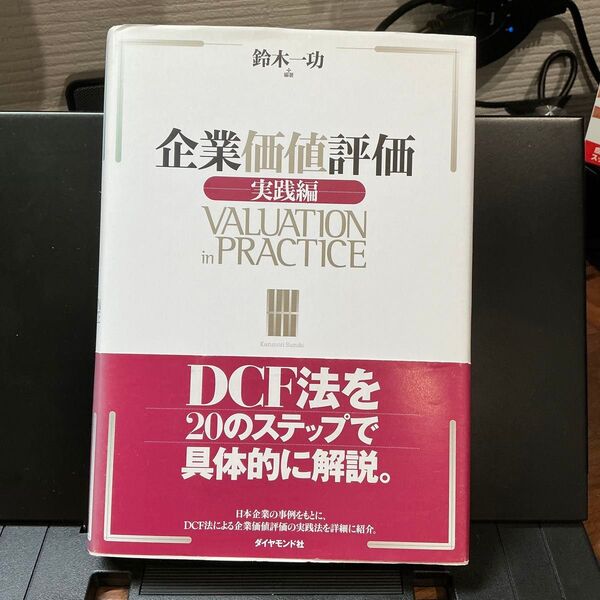 鈴木一功
編著
企業価値評価
実践編
VALUATION
in PRACTICE
Kazunori Suzuki
DCF法を
20のステップで
具体的に解説。
日本企業の事例をもとに、
DCF法による企業価値評価の実践法を詳細に紹介。
ダイヤモンド社